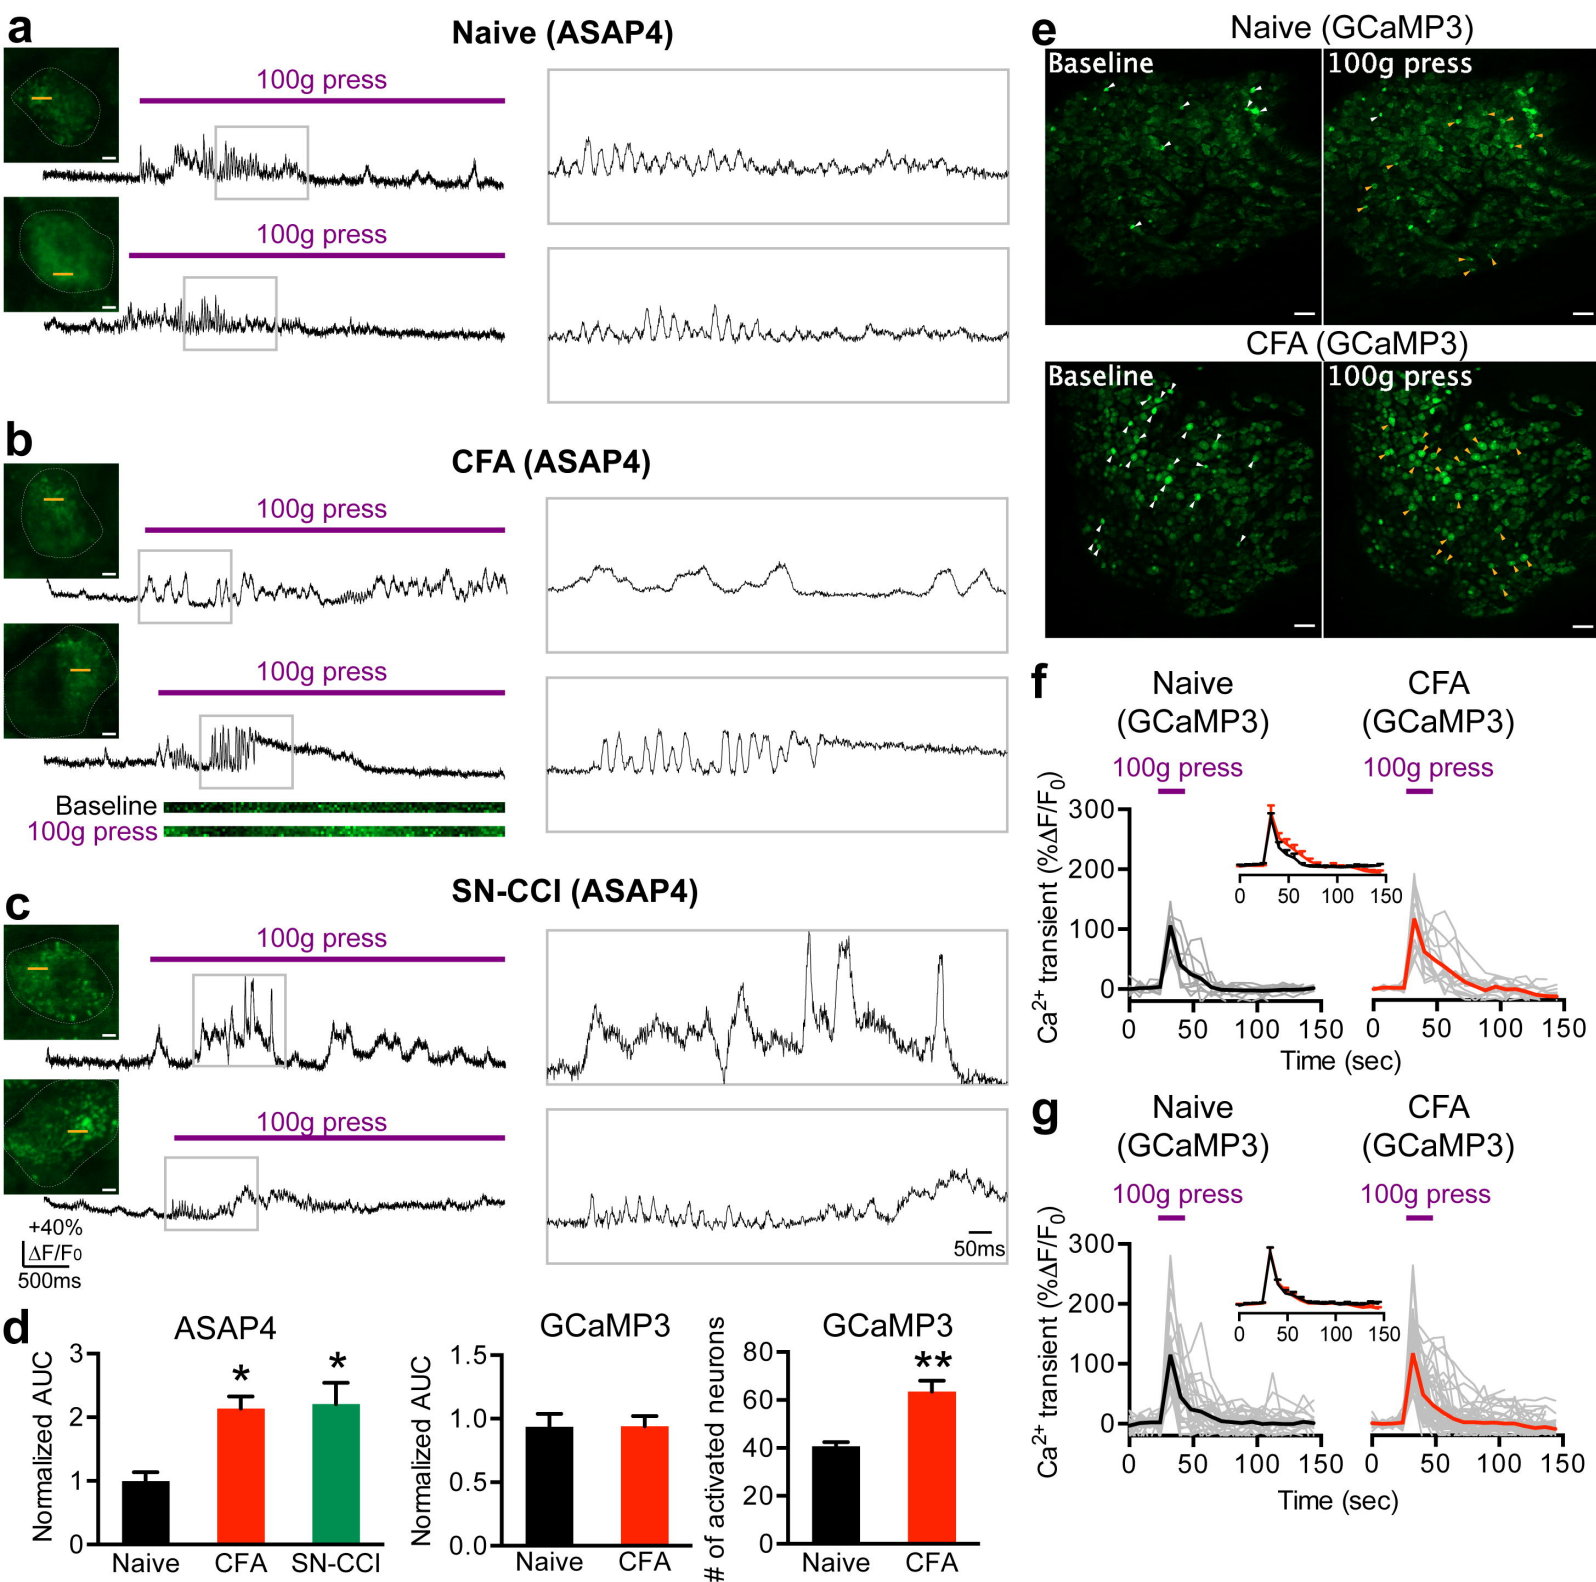 a
Naive (ASAP4)
100g press
100g press
b
CFA (ASAP4)
100g press
100g press
Baseline
100g press
c
SN-CCI (ASAP4)
100g press
100g press
+40%
ΔF/F0
500ms
50ms
d
ASAP4
Normalized AUC
3
2
1
0
*
*
Naive
CFA
SN-CCI
GCaMP3
Normalized AUC
1.5
1.0
0.5
0.0
Naive
CFA
GCaMP3
# of activated neurons
80
60
40
20
0
**
Naive
CFA
e
Naive (GCaMP3)
Baseline
100g press
CFA (GCaMP3)
Baseline
100g press
f
Naive
(GCaMP3)
100g press
CFA
(GCaMP3)
100g press
Ca²⁺ transient (%ΔF/F₀)
300
200
100
0
0 50 100 150
0 50 100 150
0 50 100 150
Time (sec)
g
Naive
(GCaMP3)
100g press
CFA
(GCaMP3)
100g press
Ca²⁺ transient (%ΔF/F₀)
300
200
100
0
0 50 100 150
0 50 100 150
0 50 100 150
Time (sec)